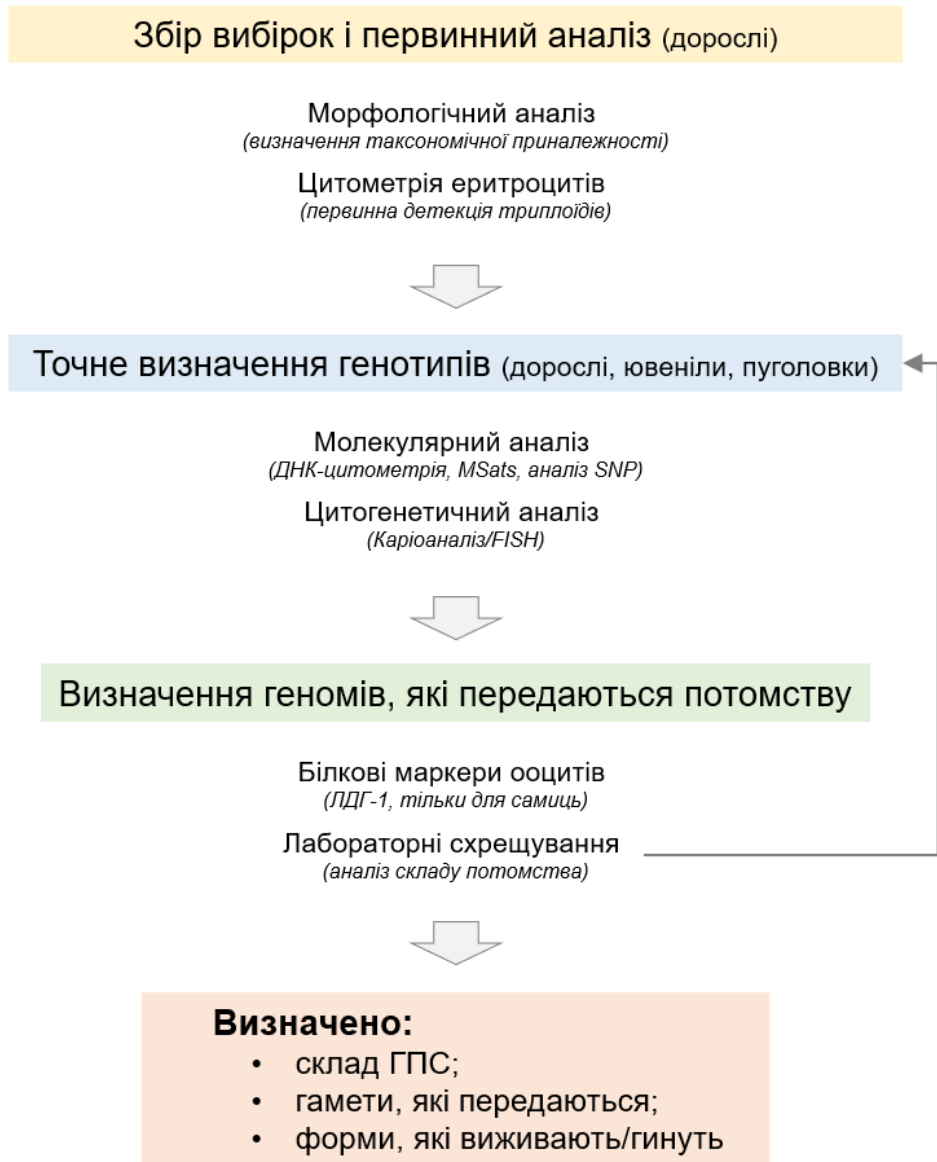 Збір вибірок і первинний аналіз (дорослі)
Морфологічний аналіз
(визначення таксономічної приналежності)
Цитометрія еритроцитів
(первинна детекція триплоїдів)
Точне визначення генотипів (дорослі, ювеніли, пуголовки)
Молекулярний аналіз
(ДНК-цитометрія, MSats, аналіз SNP)
Цитогенетичний аналіз
(Каріоаналіз/FISH)
Визначення геномів, які передаються потомству
Білкові маркери ооцитів
(ЛДГ-1, тільки для самиць)
Лабораторні схрещування
(аналіз складу потомства)
Визначено:
• склад ГПС;
• гамети, які передаються;
• форми, які виживають/гинуть